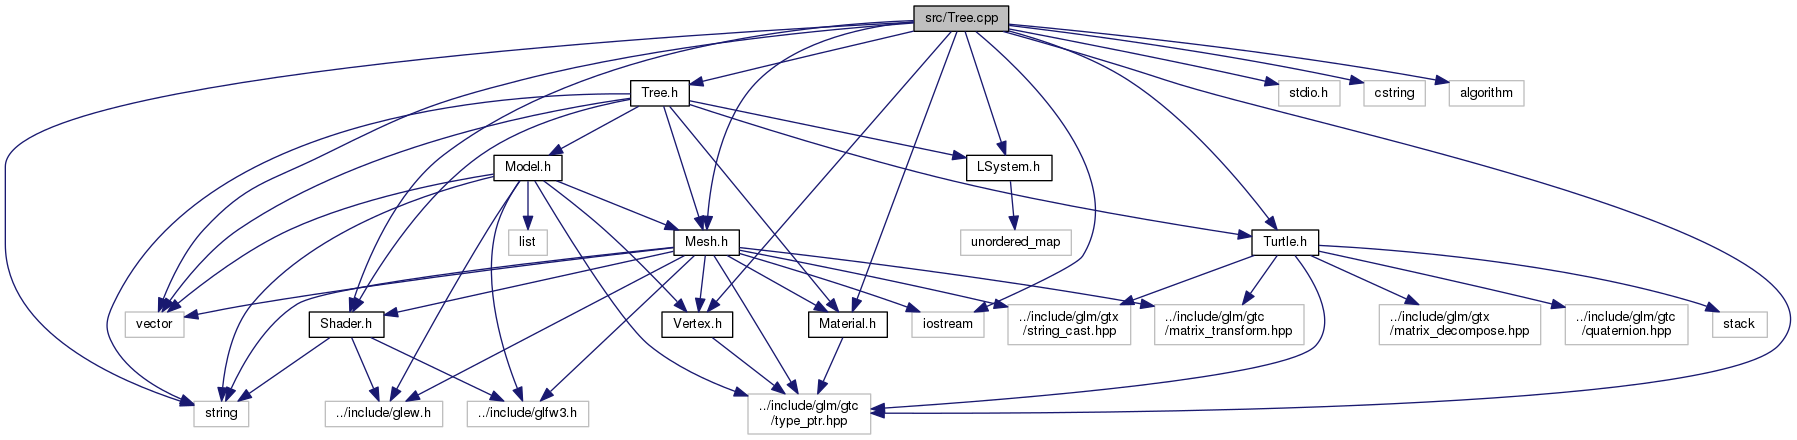 src/Tree.cpp
Tree.h
stdio.h
cstring
algorithm
Model.h
LSystem.h
list
Mesh.h
unordered_map
Turtle.h
vector
Shader.h
Vertex.h
Material.h
iostream
../include/glm/gtx
/string_cast.hpp
../include/glm/gtc
/matrix_transform.hpp
../include/glm/gtx
/matrix_decompose.hpp
../include/glm/gtc
/quaternion.hpp
stack
string
../include/glew.h
../include/glfw3.h
../include/glm/gtc
/type_ptr.hpp